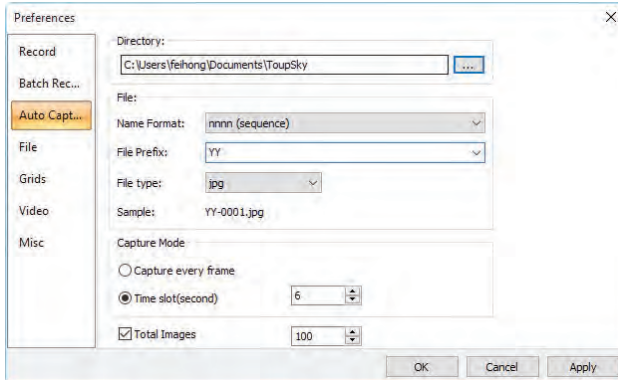 Preferences
Record
Batch Rec...
Auto Capt...
File
Grids
Video
Misc
Directory:
C:\Users\feihong\Documents\ToupSky
...
File:
Name Format: nnnn (sequence)
File Prefix: YY
File type: jpg
Sample: YY-0001.jpg
Capture Mode
Capture every frame
Time slot(second) 6
Total Images 100
OK Cancel Apply